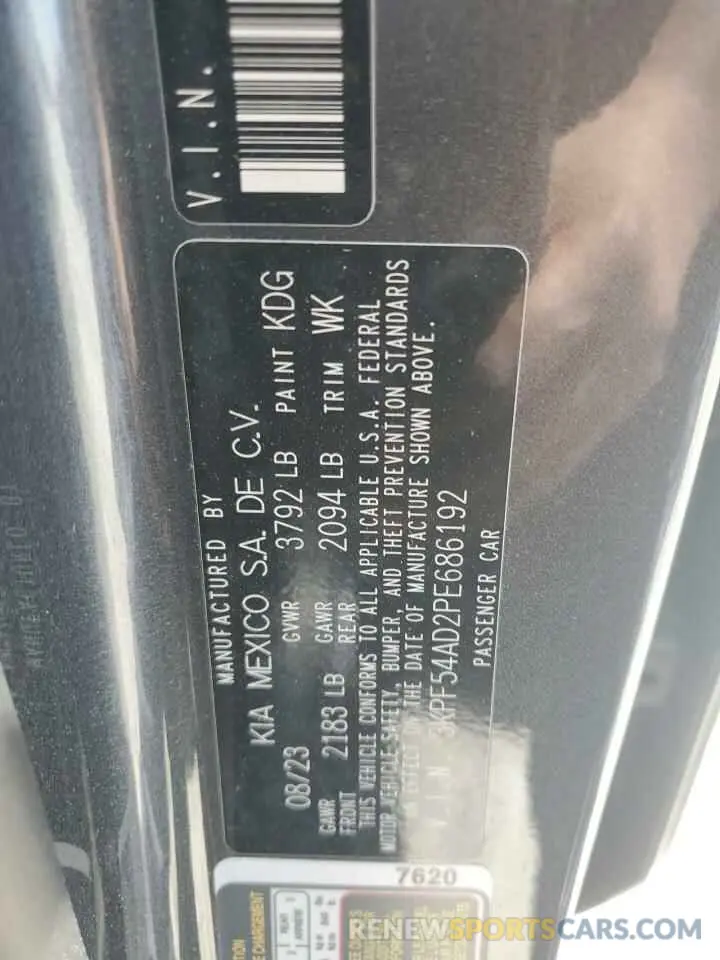 V.I.N.
MANUFACTURED BY
KIA MEXICO S.A. DE C.V.
08/23 GVWR 3792 LB PAINT KDG
GAWR FRONT 2183 LB GAWR REAR 2094 LB TRIM WK
THIS VEHICLE CONFORMS TO ALL APPLICABLE U.S.A. FEDERAL
MOTOR VEHICLE SAFETY, BUMPER, AND THEFT PREVENTION STANDARDS
IN EFFECT ON THE DATE OF MANUFACTURE SHOWN ABOVE.
V.I.N 3KPF54AD2PE686192
PASSENGER CAR
7620
RENEWSPORTSCARS.COM